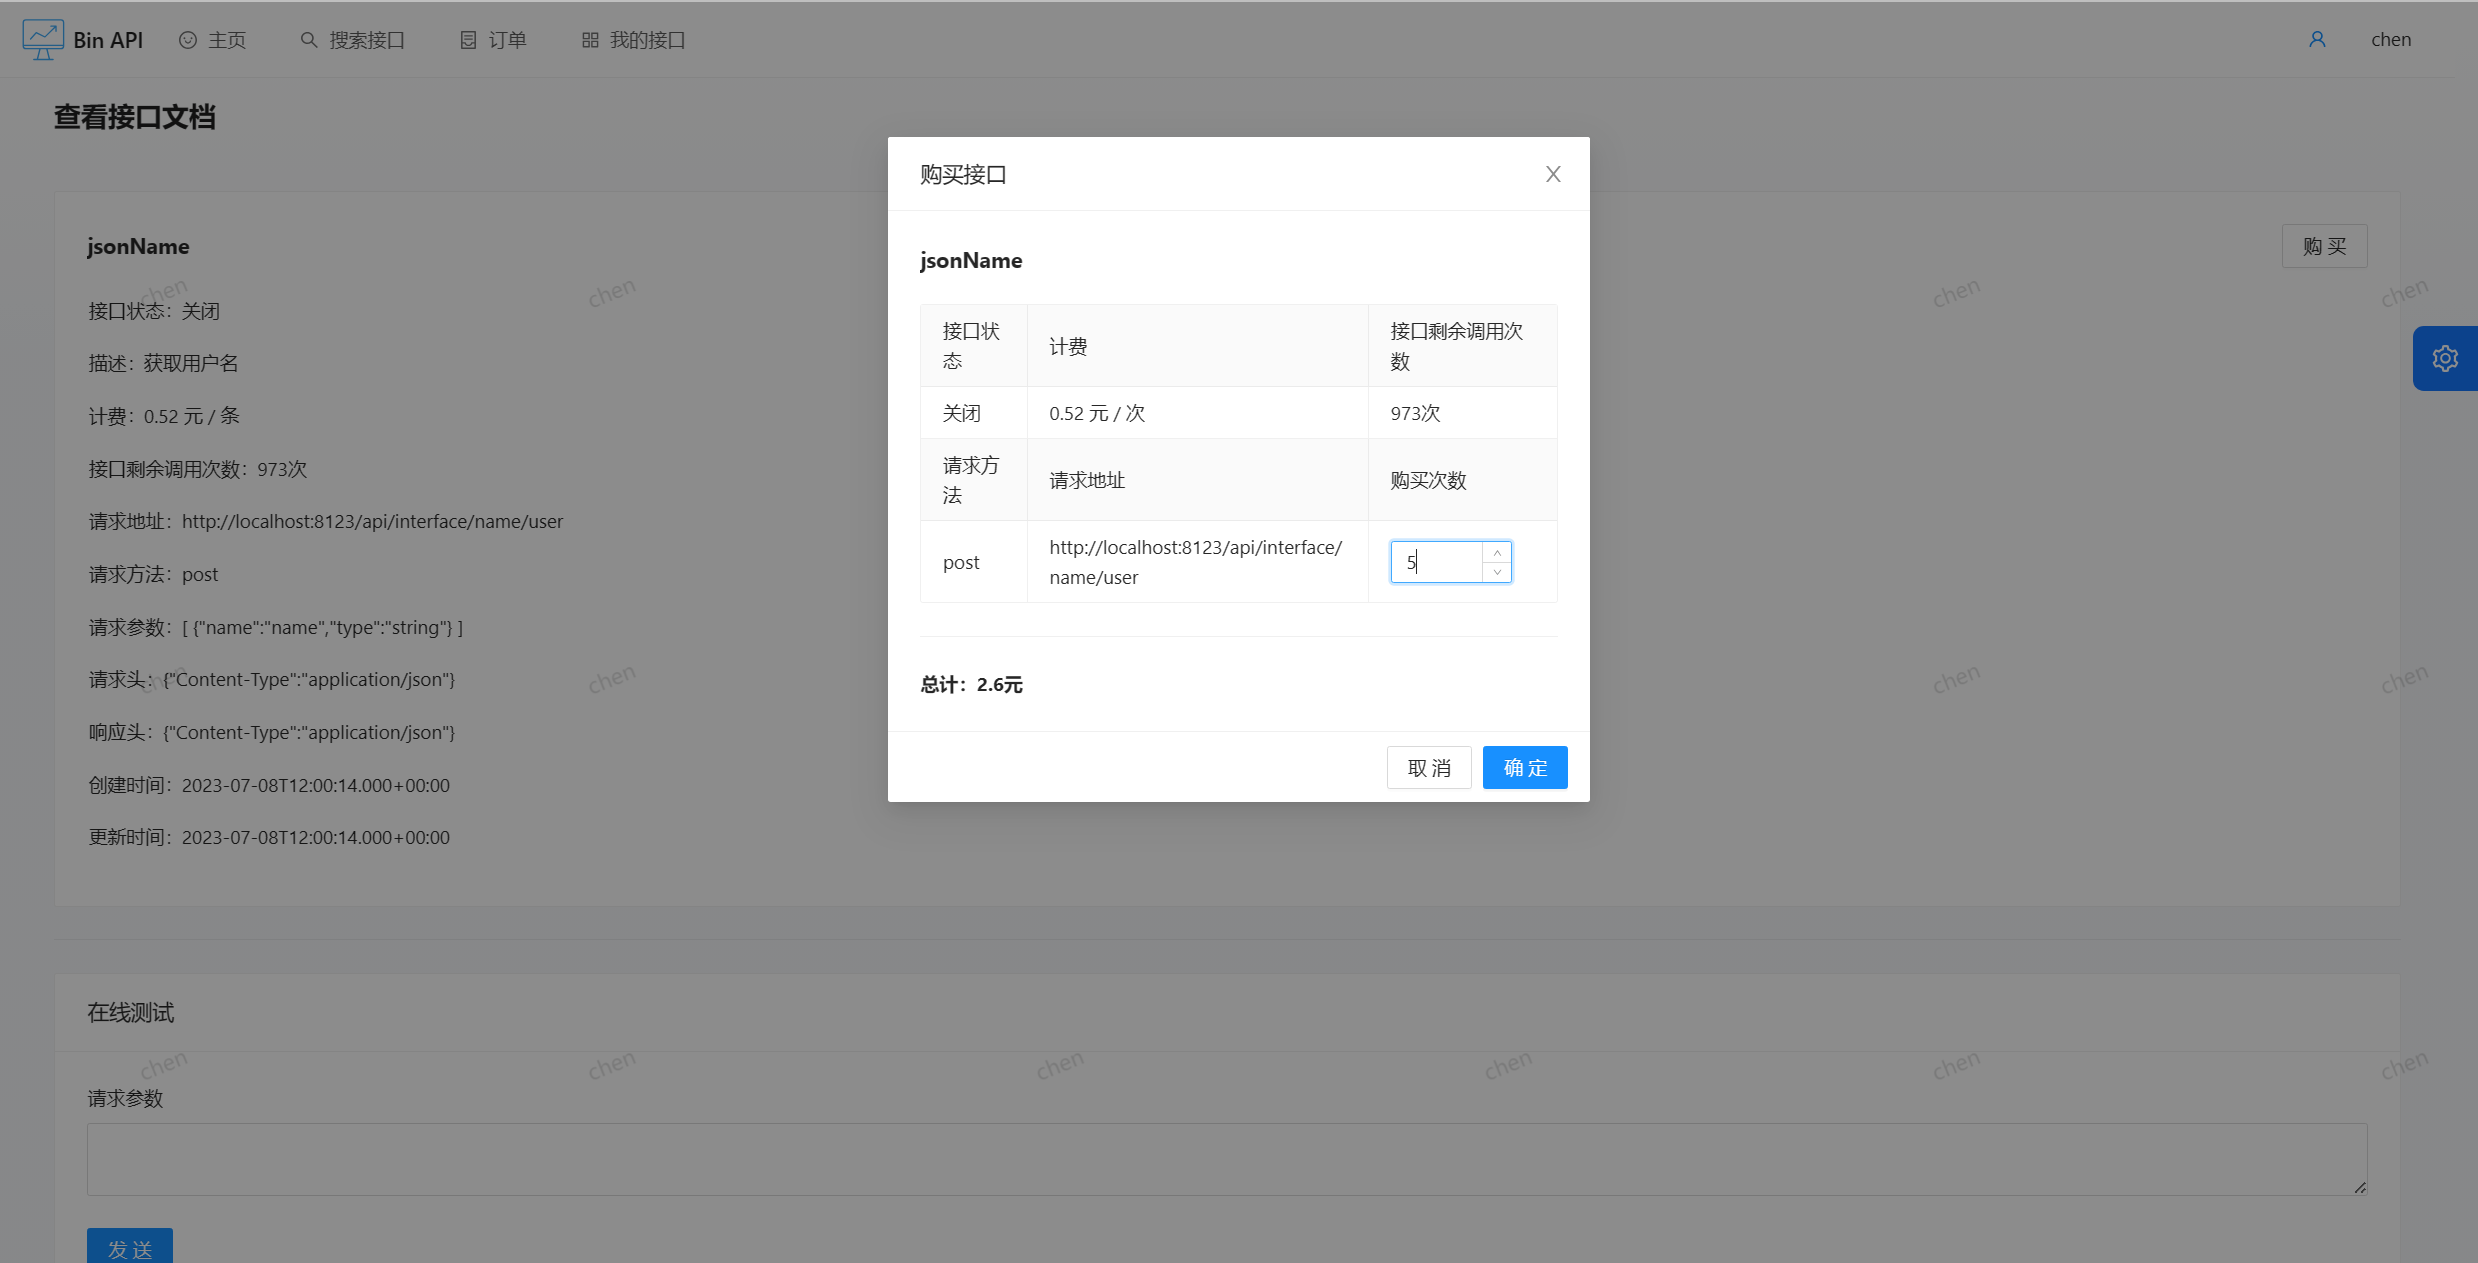 Bin API 主页 搜索接口 订单 我的接口 chen
查看接口文档
jsonName
购 买
接口状态：关闭
描述：获取用户名
计费：0.52 元 / 条
接口剩余调用次数：973次
请求地址：http://localhost:8123/api/interface/name/user
请求方法：post
请求参数：[ {"name":"name","type":"string"} ]
请求头：{"Content-Type":"application/json"}
响应头：{"Content-Type":"application/json"}
创建时间：2023-07-08T12:00:14.000+00:00
更新时间：2023-07-08T12:00:14.000+00:00
购买接口
X
jsonName
接口状
态
计费
接口剩余调用次
数
关闭
0.52 元 / 次
973次
请求方
法
请求地址
购买次数
post
http://localhost:8123/api/interface/
name/user
5
总计：2.6元
取 消
确 定
在线测试
请求参数
发 送
chen
chen
chen
chen
chen
chen
chen
chen
chen
chen
chen
chen
chen
chen